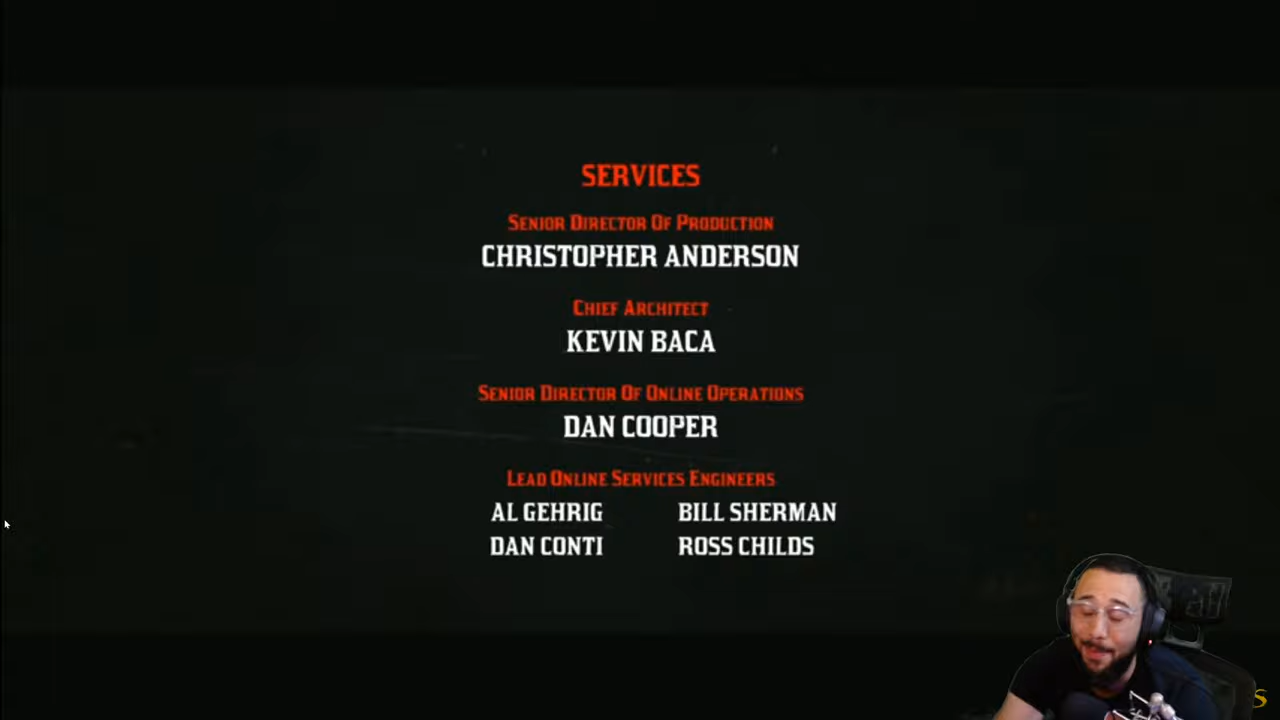 SERVICES
SENIOR DIRECTOR OF PRODUCTION
CHRISTOPHER ANDERSON
CHIEF ARCHITECT
KEVIN BACA
SENIOR DIRECTOR OF ONLINE OPERATIONS
DAN COOPER
LEAD ONLINE SERVICES ENGINEERS
AL GEHRIG BILL SHERMAN
DAN CONTI ROSS CHILDS
S